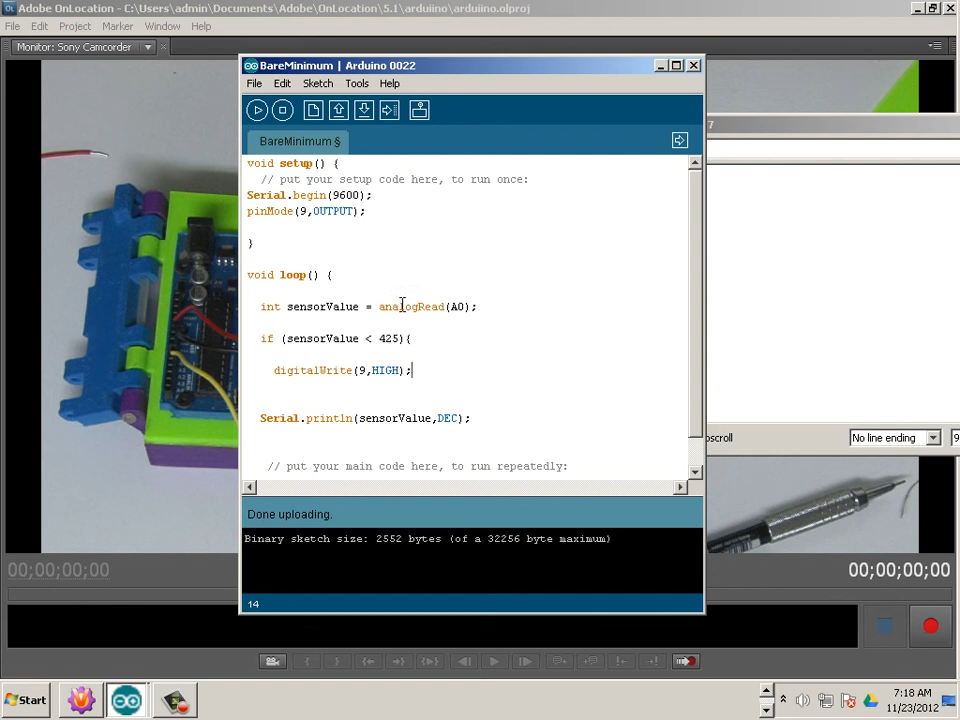 Adobe OnLocation - C:\Users\admin\Documents\Adobe\OnLocation\5.1\arduiino\arduiino.olproj
File Edit Project Marker Window Help
Monitor: Sony Camcorder
BareMinimum | Arduino 0022
File Edit Sketch Tools Help
7
BareMinimum §
void setup() {
// put your setup code here, to run once:
Serial.begin(9600);
pinMode(9,OUTPUT);
}
void loop() {
int sensorValue = analogRead(A0);
if (sensorValue < 425){
digitalWrite(9,HIGH);
Serial.println(sensorValue,DEC);
// put your main code here, to run repeatedly:
oscroll
No line ending
9
Done uploading.
Binary sketch size: 2552 bytes (of a 32256 byte maximum)
00;00;00;00
00;00;00;00
14
Start
7:18 AM
11/23/2012